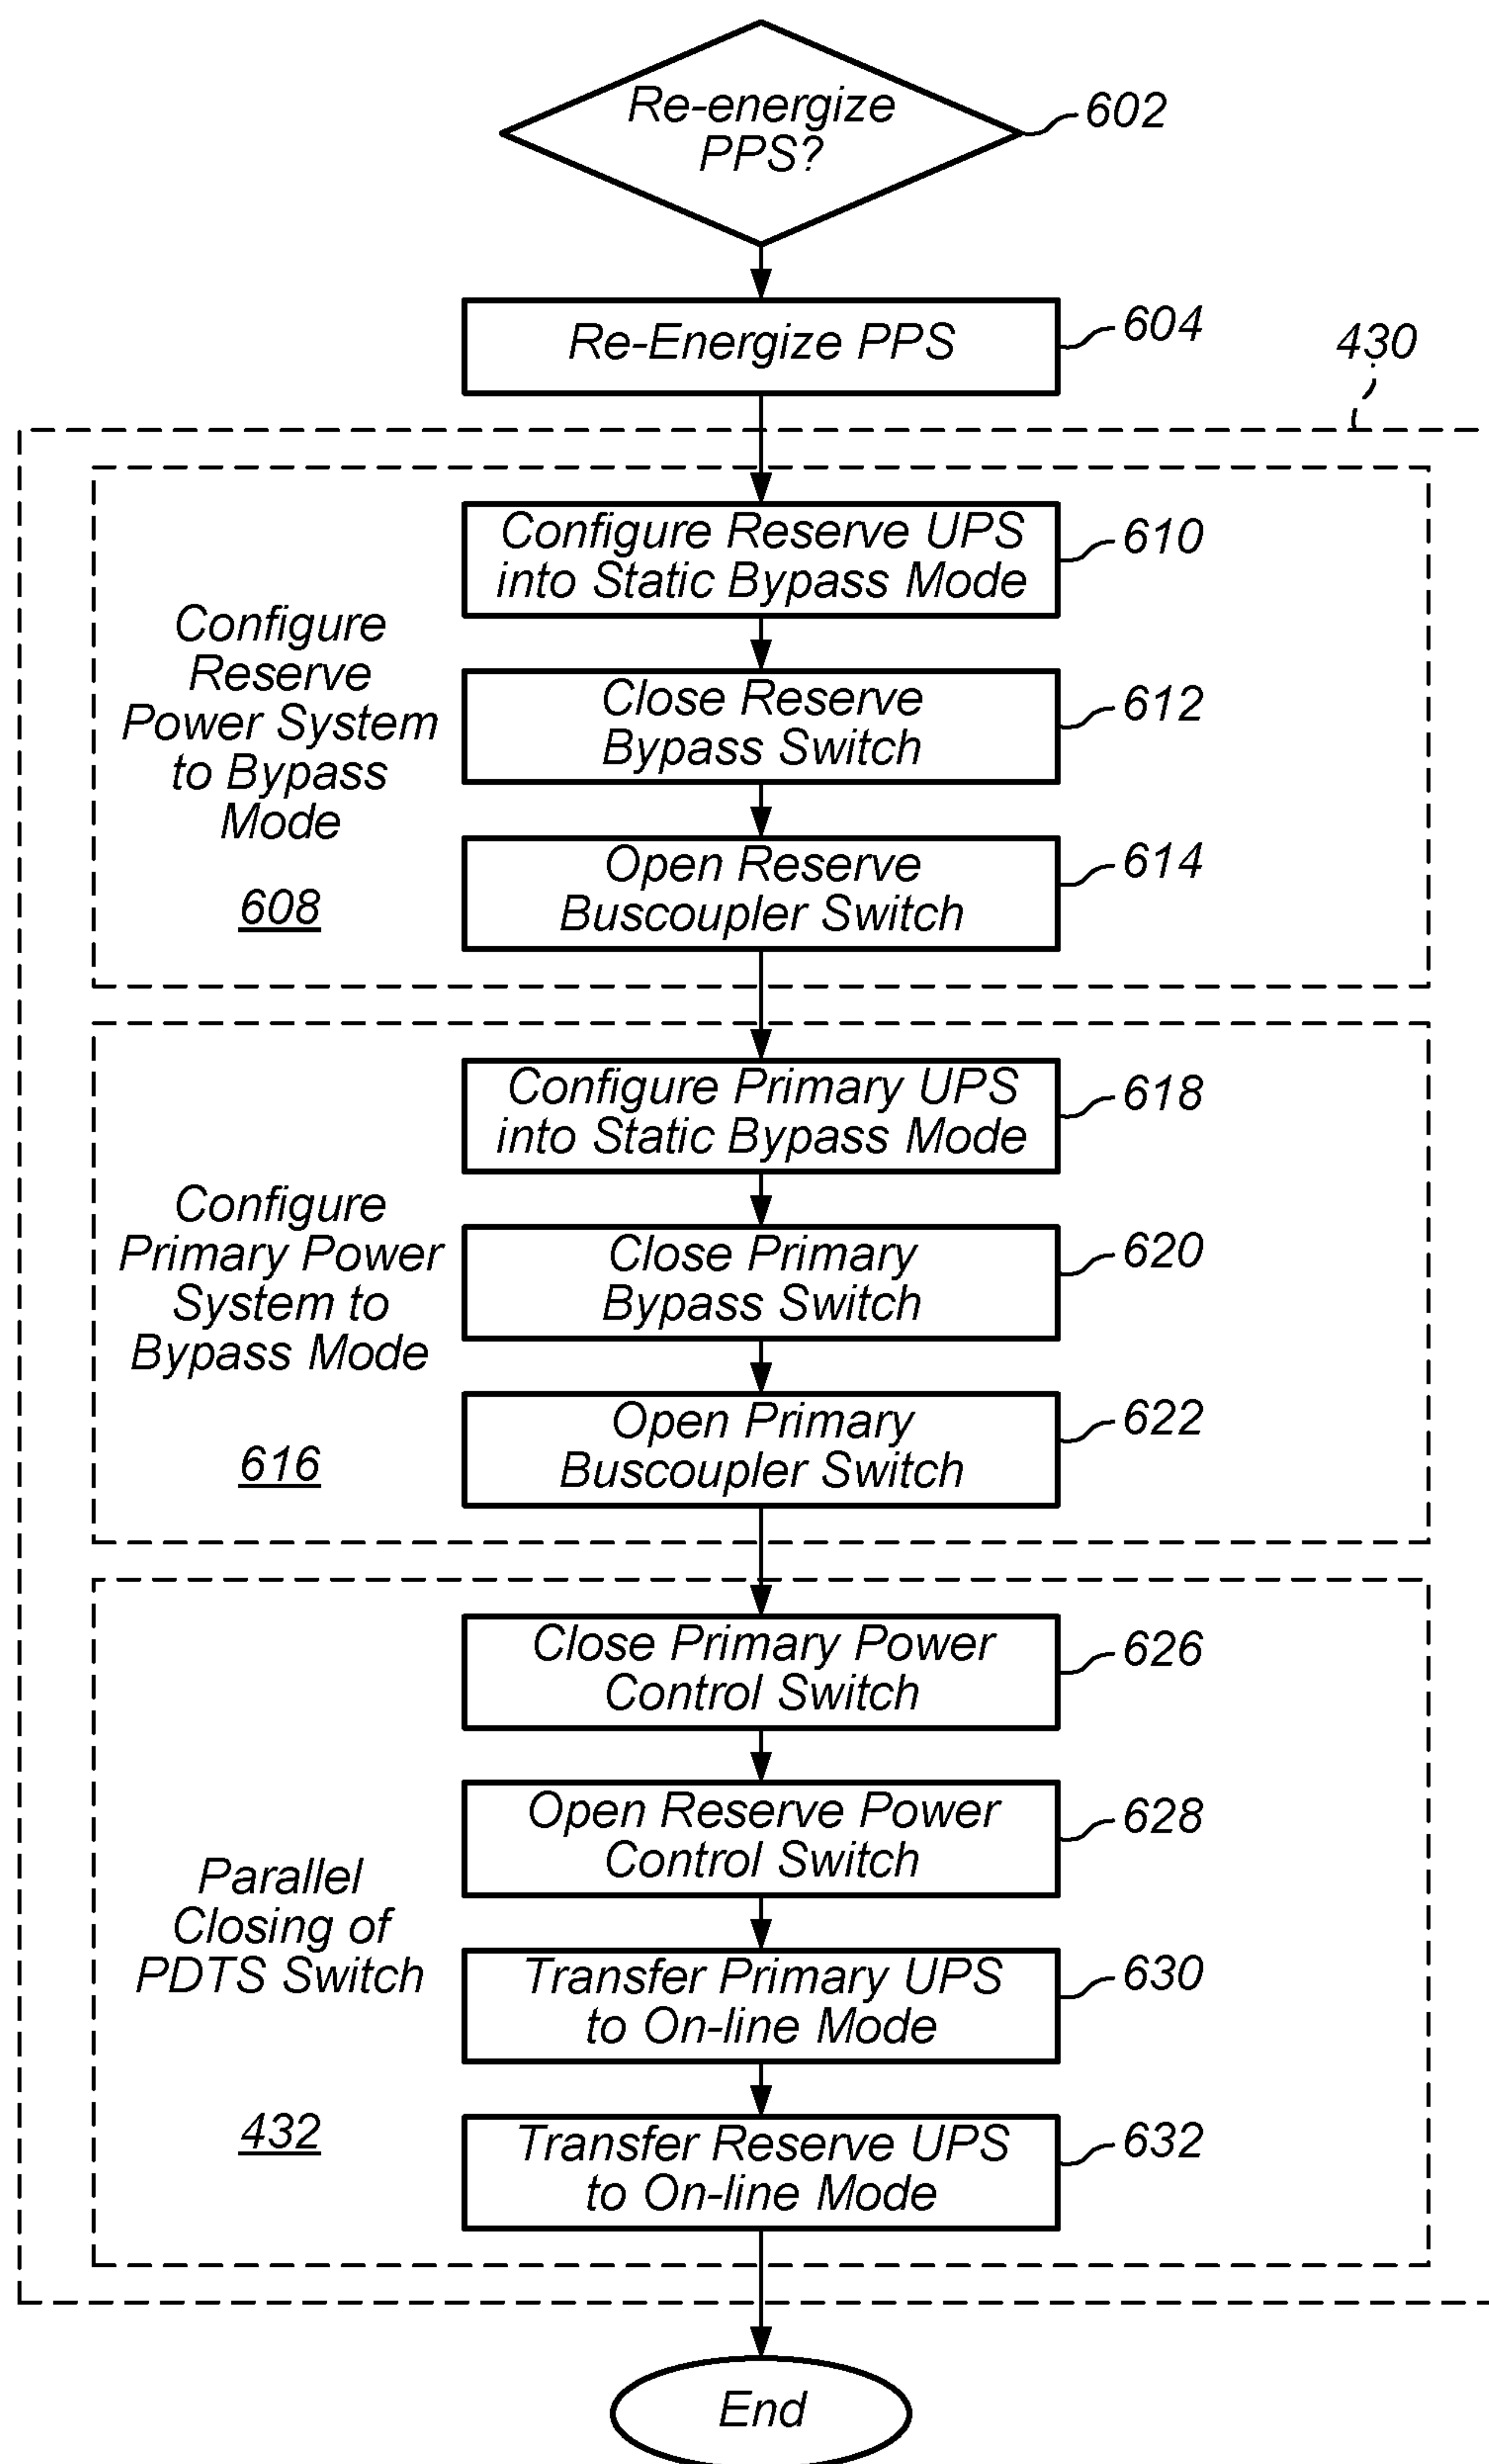 Re-energize
PPS?
602
Re-Energize PPS
604
430
Configure Reserve UPS
into Static Bypass Mode
610
Configure
Reserve
Power System
to Bypass
Mode
608
Close Reserve
Bypass Switch
612
Open Reserve
Buscoupler Switch
614
Configure Primary UPS
into Static Bypass Mode
618
Configure
Primary Power
System to
Bypass Mode
616
Close Primary
Bypass Switch
620
Open Primary
Buscoupler Switch
622
Close Primary Power
Control Switch
626
Open Reserve Power
Control Switch
628
Parallel
Closing of
PDTS Switch
432
Transfer Primary UPS
to On-line Mode
630
Transfer Reserve UPS
to On-line Mode
632
End